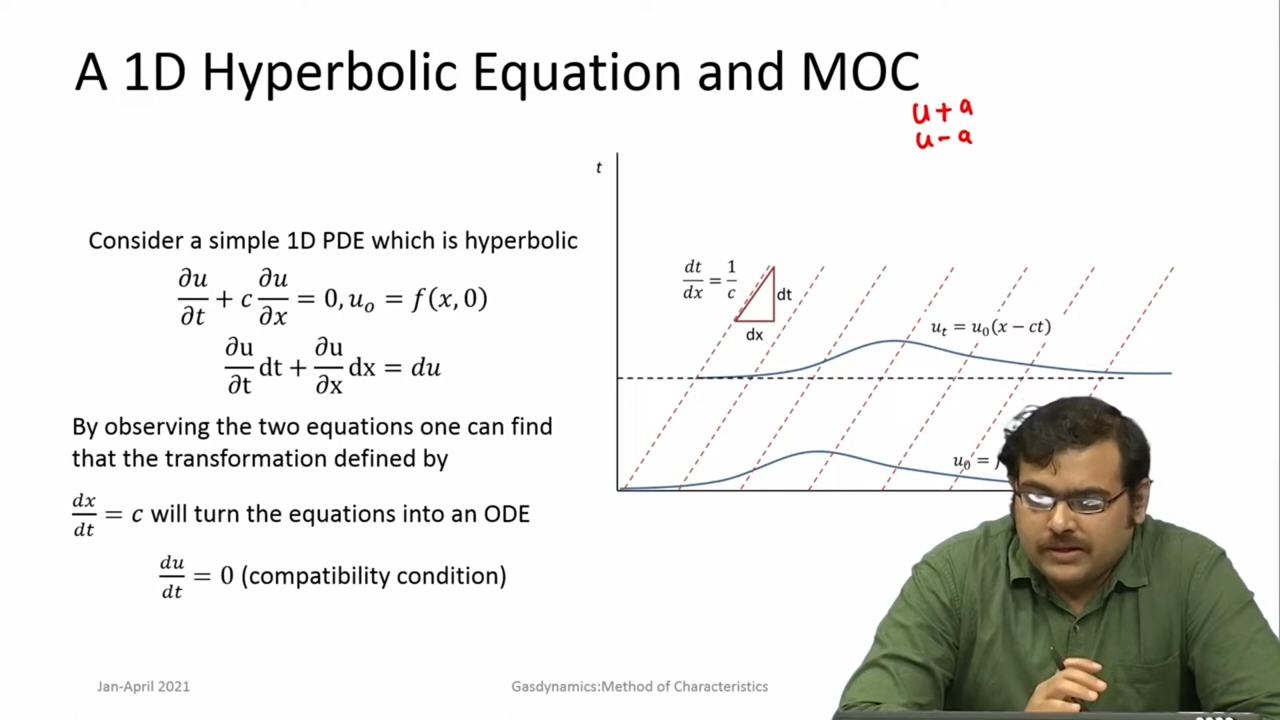 A 1D Hyperbolic Equation and MOC
u + a
u - a
Consider a simple 1D PDE which is hyperbolic
∂u/∂t + c ∂u/∂x = 0, u_o = f(x, 0)
∂u/∂t dt + ∂u/∂x dx = du
By observing the two equations one can find
that the transformation defined by
dx/dt = c will turn the equations into an ODE
du/dt = 0 (compatibility condition)
t
dt/dx = 1/c
dt
dx
u_t = u_0(x − ct)
u_0 =
Jan-April 2021
Gasdynamics:Method of Characteristics